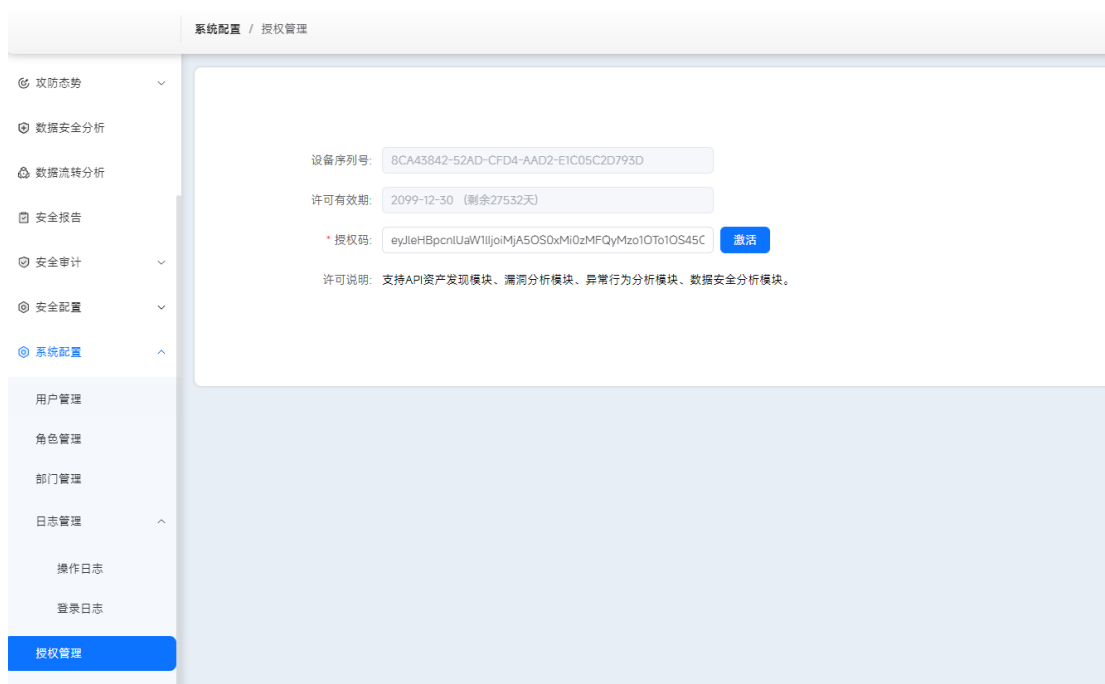 系统配置 / 授权管理
攻防态势
数据安全分析
数据流转分析
安全报告
安全审计
安全配置
系统配置
用户管理
角色管理
部门管理
日志管理
操作日志
登录日志
授权管理
设备序列号: 8CA43842-52AD-CFD4-AAD2-E1C05C2D793D
许可有效期: 2099-12-30 (剩余27532天)
* 授权码: eyJleHBpcnlUaW1lIjoiMjA5OS0xMi0zMFQyMzo1OTo1OS45C 激活
许可说明: 支持API资产发现模块、漏洞分析模块、异常行为分析模块、数据安全分析模块。